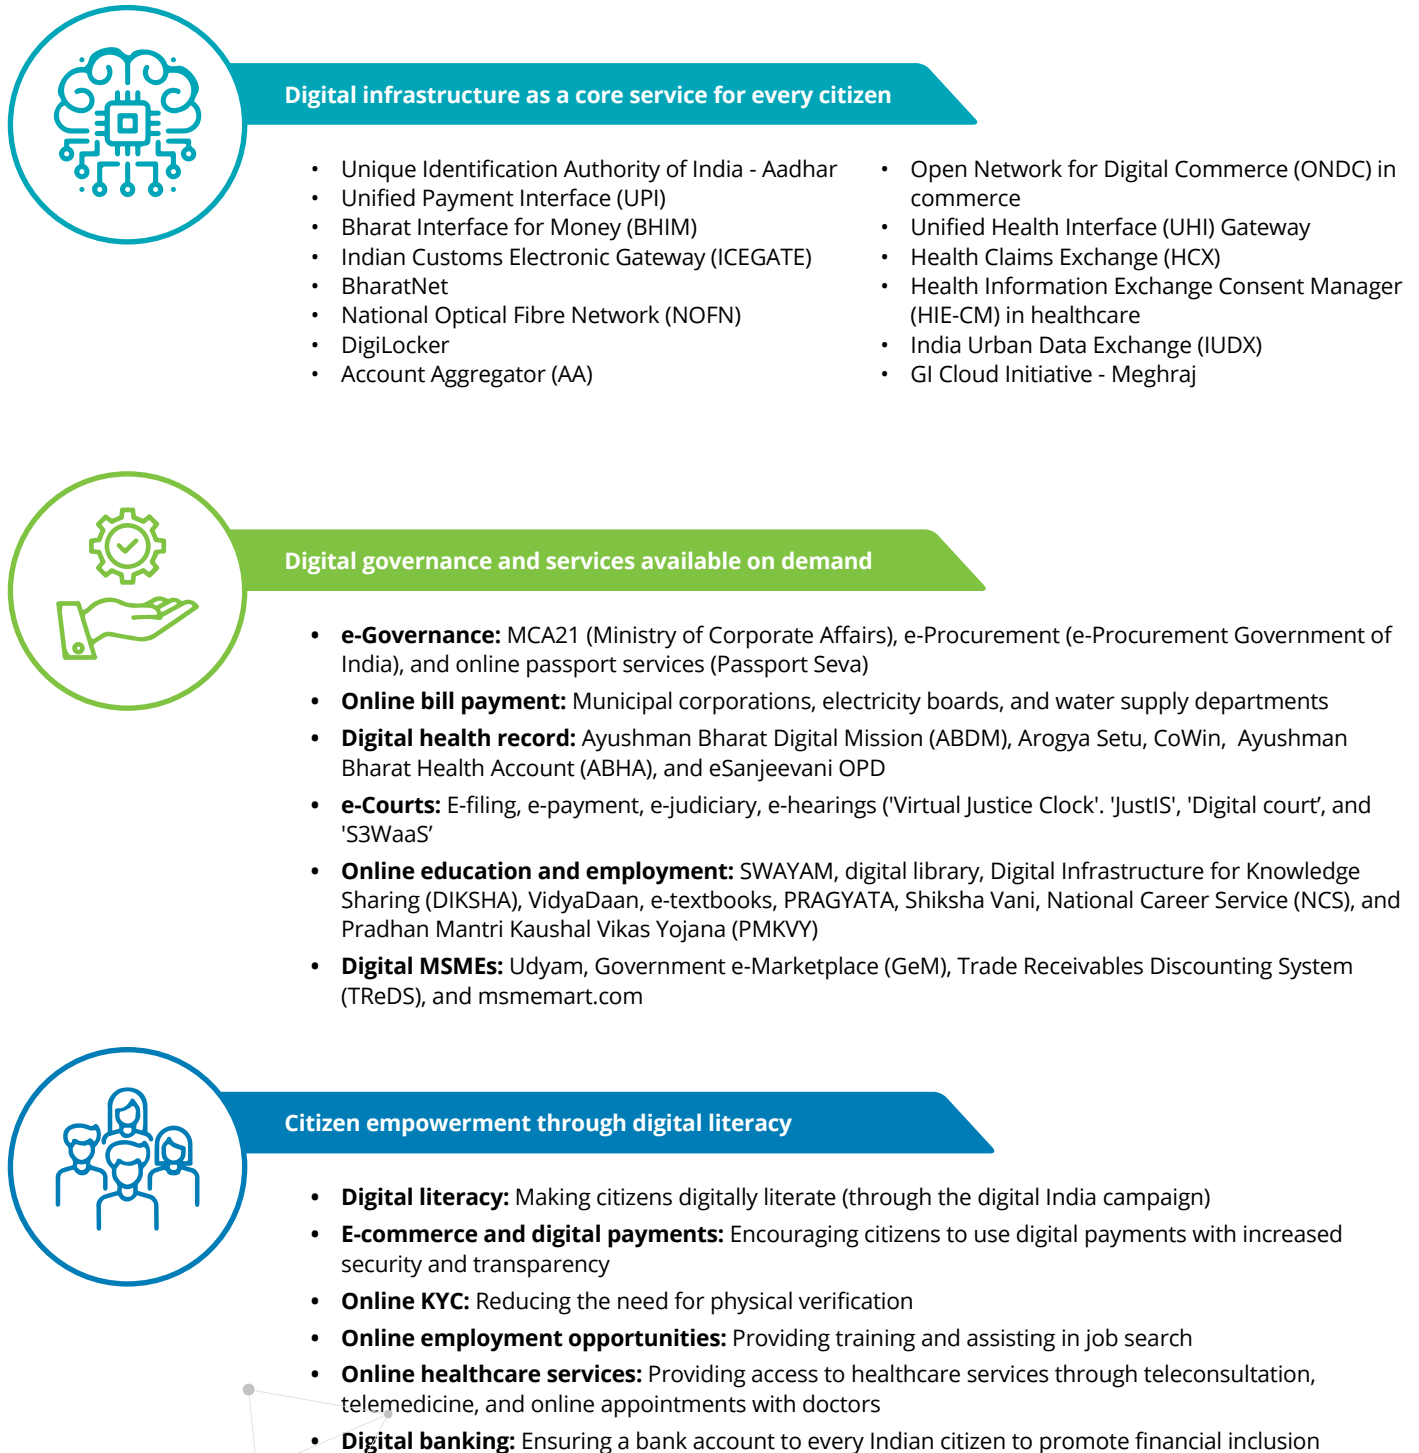 Digital infrastructure as a core service for every citizen
• Unique Identification Authority of India - Aadhar
• Unified Payment Interface (UPI)
• Bharat Interface for Money (BHIM)
• Indian Customs Electronic Gateway (ICEGATE)
• BharatNet
• National Optical Fibre Network (NOFN)
• DigiLocker
• Account Aggregator (AA)
• Open Network for Digital Commerce (ONDC) in
commerce
• Unified Health Interface (UHI) Gateway
• Health Claims Exchange (HCX)
• Health Information Exchange Consent Manager
(HIE-CM) in healthcare
• India Urban Data Exchange (IUDX)
• GI Cloud Initiative - Meghraj
Digital governance and services available on demand
• e-Governance: MCA21 (Ministry of Corporate Affairs), e-Procurement (e-Procurement Government of
India), and online passport services (Passport Seva)
• Online bill payment: Municipal corporations, electricity boards, and water supply departments
• Digital health record: Ayushman Bharat Digital Mission (ABDM), Arogya Setu, CoWin,  Ayushman
Bharat Health Account (ABHA), and eSanjeevani OPD
• e-Courts: E-filing, e-payment, e-judiciary, e-hearings ('Virtual Justice Clock'. 'JustIS', 'Digital court’, and
'S3WaaS’
• Online education and employment: SWAYAM, digital library, Digital Infrastructure for Knowledge
Sharing (DIKSHA), VidyaDaan, e-textbooks, PRAGYATA, Shiksha Vani, National Career Service (NCS), and
Pradhan Mantri Kaushal Vikas Yojana (PMKVY)
• Digital MSMEs: Udyam, Government e-Marketplace (GeM), Trade Receivables Discounting System
(TReDS), and msmemart.com
Citizen empowerment through digital literacy
• Digital literacy: Making citizens digitally literate (through the digital India campaign)
• E-commerce and digital payments: Encouraging citizens to use digital payments with increased
security and transparency
• Online KYC: Reducing the need for physical verification
• Online employment opportunities: Providing training and assisting in job search
• Online healthcare services: Providing access to healthcare services through teleconsultation,
telemedicine, and online appointments with doctors
• Digital banking: Ensuring a bank account to every Indian citizen to promote financial inclusion